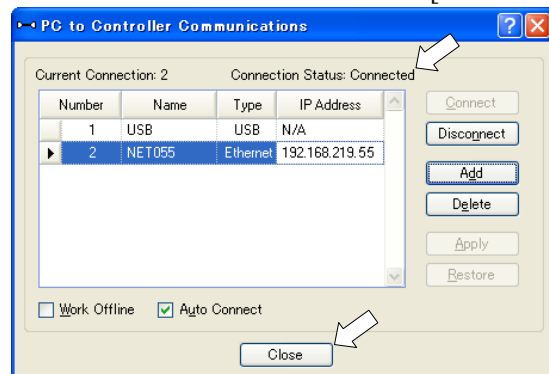 PC to Controller Communications
Current Connection: 2 Connection Status: Connected
Number Name Type IP Address Connect
1 USB USB N/A Disconnect
2 NET055 Ethernet 192.168.219.55
Add
Delete
Apply
Restore
Work Offline Auto Connect
Close